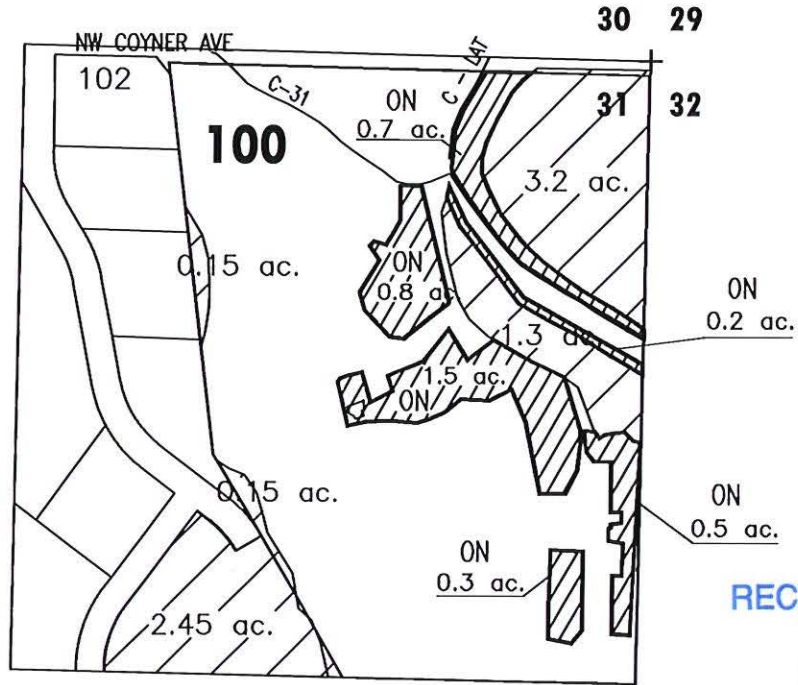 30 29
NW COYNER AVE
102
C-31
C - LAT
31 32
ON
0.7 ac.
100
3.2 ac.
0.15 ac.
ON
0.8 ac
ON
0.2 ac.
1.3 ac
1.5 ac.
ON
0.15 ac.
ON
0.5 ac.
ON
0.3 ac.
REC
2.45 ac.